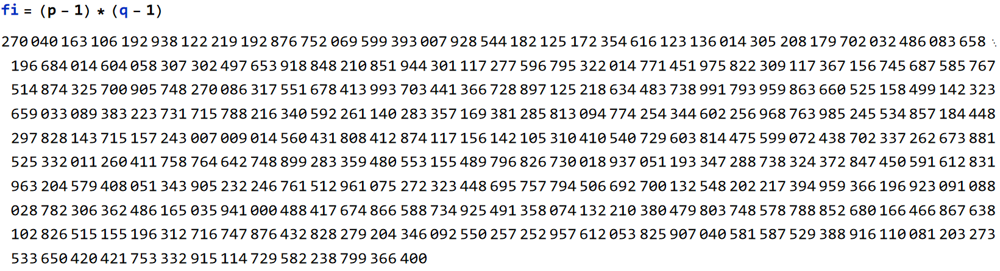 fi = (p - 1) * (q - 1)
270 040 163 106 192 938 122 219 192 876 752 069 599 393 007 928 544 182 125 172 354 616 123 136 014 305 208 179 702 032 486 083 658 ⋱
196 684 014 604 058 307 302 497 653 918 848 210 851 944 301 117 277 596 795 322 014 771 451 975 822 309 117 367 156 745 687 585 767
514 874 325 700 905 748 270 086 317 551 678 413 993 703 441 366 728 897 125 218 634 483 738 991 793 959 863 660 525 158 499 142 323
659 033 089 383 223 731 715 788 216 340 592 261 140 283 357 169 381 285 813 094 774 254 344 602 256 968 763 985 245 534 857 184 448
297 828 143 715 157 243 007 009 014 560 431 808 412 874 117 156 142 105 310 410 540 729 603 814 475 599 072 438 702 337 262 673 881
525 332 011 260 411 758 764 642 748 899 283 359 480 553 155 489 796 826 730 018 937 051 193 347 288 738 324 372 847 450 591 612 831
963 204 579 408 051 343 905 232 246 761 512 961 075 272 323 448 695 757 794 506 692 700 132 548 202 217 394 959 366 196 923 091 088
028 782 306 362 486 165 035 941 000 488 417 674 866 588 734 925 491 358 074 132 210 380 479 803 748 578 788 852 680 166 466 867 638
102 826 515 155 196 312 716 747 876 432 828 279 204 346 092 550 257 252 957 612 053 825 907 040 581 587 529 388 916 110 081 203 273
533 650 420 421 753 332 915 114 729 582 238 799 366 400